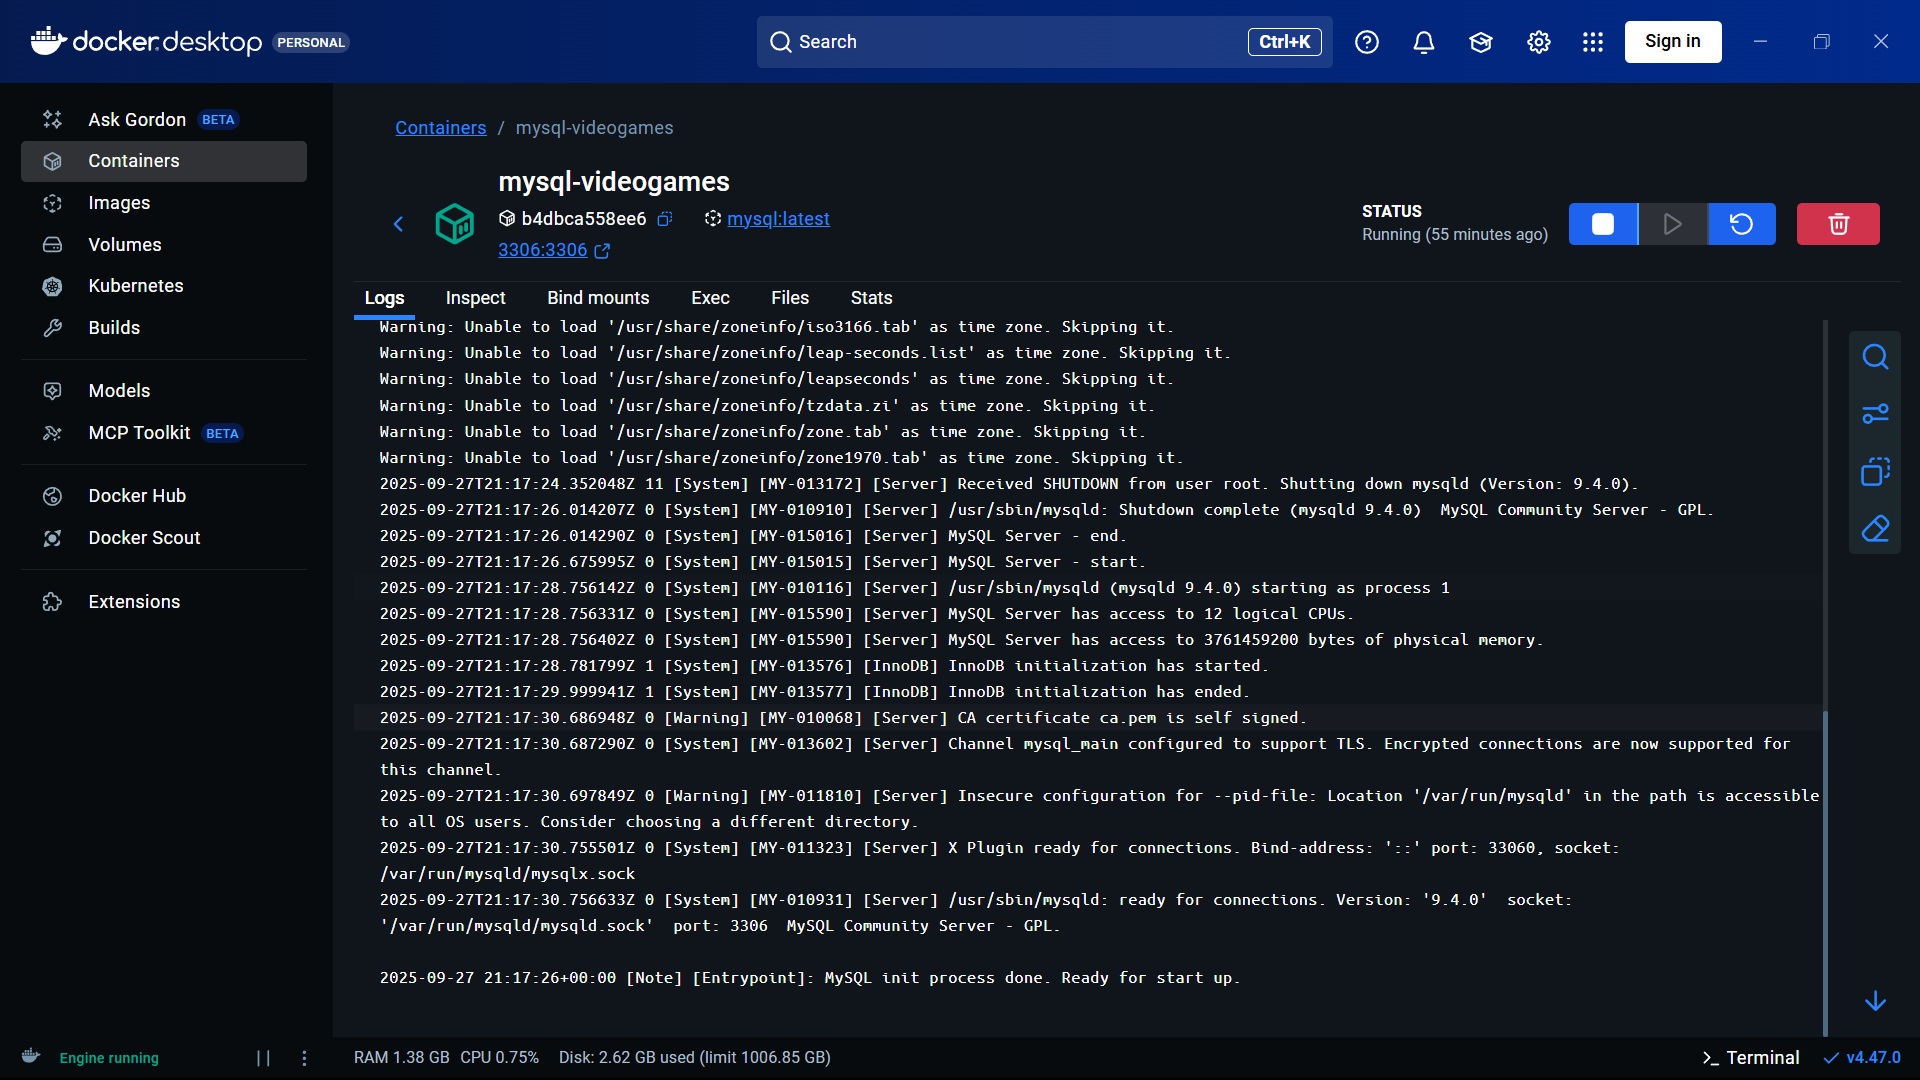 docker.desktop PERSONAL
Search
Ctrl+K
Sign in
Ask Gordon BETA
Containers
Images
Volumes
Kubernetes
Builds
Models
MCP Toolkit BETA
Docker Hub
Docker Scout
Extensions
Containers / mysql-videogames
mysql-videogames
b4dbca558ee6 mysql:latest
3306:3306
STATUS
Running (55 minutes ago)
Logs Inspect Bind mounts Exec Files Stats
Warning: Unable to load '/usr/share/zoneinfo/iso3166.tab' as time zone. Skipping it.
Warning: Unable to load '/usr/share/zoneinfo/leap-seconds.list' as time zone. Skipping it.
Warning: Unable to load '/usr/share/zoneinfo/leapseconds' as time zone. Skipping it.
Warning: Unable to load '/usr/share/zoneinfo/tzdata.zi' as time zone. Skipping it.
Warning: Unable to load '/usr/share/zoneinfo/zone.tab' as time zone. Skipping it.
Warning: Unable to load '/usr/share/zoneinfo/zone1970.tab' as time zone. Skipping it.
2025-09-27T21:17:24.352048Z 11 [System] [MY-013172] [Server] Received SHUTDOWN from user root. Shutting down mysqld (Version: 9.4.0).
2025-09-27T21:17:26.014207Z 0 [System] [MY-010910] [Server] /usr/sbin/mysqld: Shutdown complete (mysqld 9.4.0)  MySQL Community Server - GPL.
2025-09-27T21:17:26.014290Z 0 [System] [MY-015016] [Server] MySQL Server - end.
2025-09-27T21:17:26.675995Z 0 [System] [MY-015015] [Server] MySQL Server - start.
2025-09-27T21:17:28.756142Z 0 [System] [MY-010116] [Server] /usr/sbin/mysqld (mysqld 9.4.0) starting as process 1
2025-09-27T21:17:28.756331Z 0 [System] [MY-015590] [Server] MySQL Server has access to 12 logical CPUs.
2025-09-27T21:17:28.756402Z 0 [System] [MY-015590] [Server] MySQL Server has access to 3761459200 bytes of physical memory.
2025-09-27T21:17:28.781799Z 1 [System] [MY-013576] [InnoDB] InnoDB initialization has started.
2025-09-27T21:17:29.999941Z 1 [System] [MY-013577] [InnoDB] InnoDB initialization has ended.
2025-09-27T21:17:30.686948Z 0 [Warning] [MY-010068] [Server] CA certificate ca.pem is self signed.
2025-09-27T21:17:30.687290Z 0 [System] [MY-013602] [Server] Channel mysql_main configured to support TLS. Encrypted connections are now supported for
this channel.
2025-09-27T21:17:30.697849Z 0 [Warning] [MY-011810] [Server] Insecure configuration for --pid-file: Location '/var/run/mysqld' in the path is accessible
to all OS users. Consider choosing a different directory.
2025-09-27T21:17:30.755501Z 0 [System] [MY-011323] [Server] X Plugin ready for connections. Bind-address: '::' port: 33060, socket:
/var/run/mysqld/mysqlx.sock
2025-09-27T21:17:30.756633Z 0 [System] [MY-010931] [Server] /usr/sbin/mysqld: ready for connections. Version: '9.4.0'  socket:
'/var/run/mysqld/mysqld.sock'  port: 3306  MySQL Community Server - GPL.
2025-09-27 21:17:26+00:00 [Note] [Entrypoint]: MySQL init process done. Ready for start up.
Engine running
RAM 1.38 GB CPU 0.75% Disk: 2.62 GB used (limit 1006.85 GB)
>_ Terminal
v4.47.0